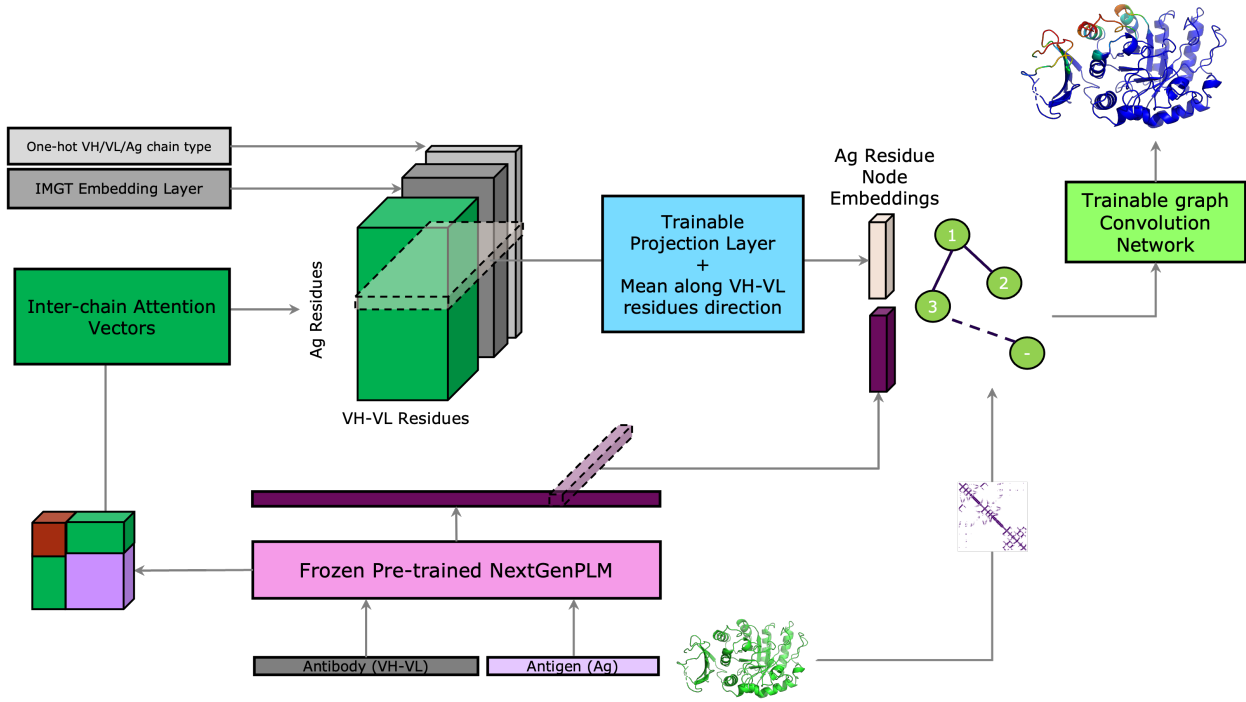 One-hot VH/VL/Ag chain type
IMGT Embedding Layer
Inter-chain Attention
Vectors
Ag Residues
VH-VL Residues
Trainable
Projection Layer
+
Mean along VH-VL
residues direction
Ag Residue
Node
Embeddings
1
2
3
-
Trainable graph
Convolution
Network
Frozen Pre-trained NextGenPLM
Antibody (VH-VL)
Antigen (Ag)